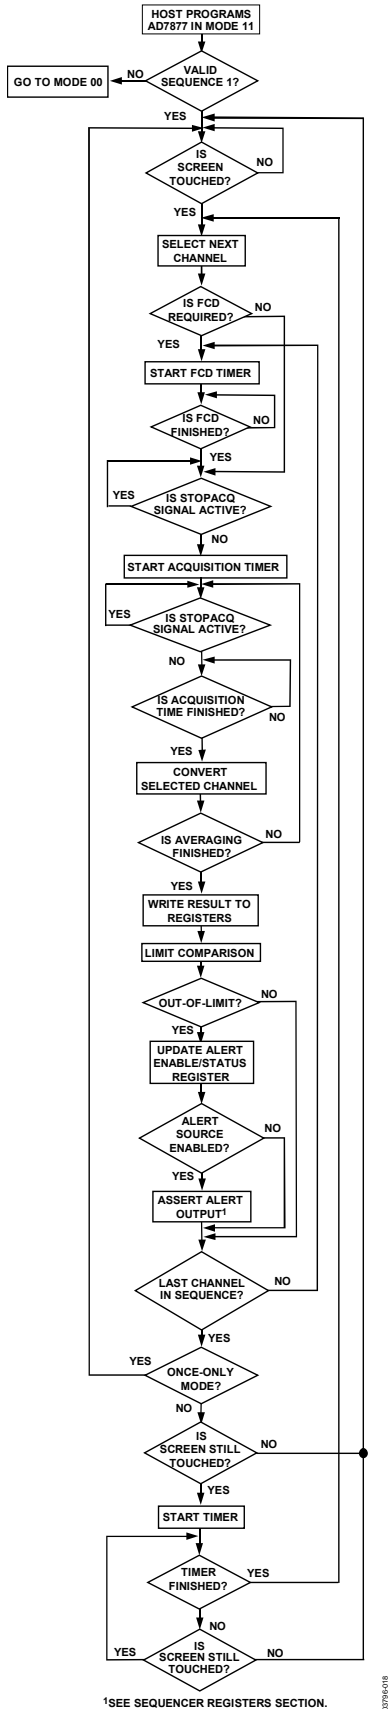 HOST PROGRAMS
AD7877 IN MODE 11
GO TO MODE 00
NO
VALID
SEQUENCE 1?
YES
IS
SCREEN
TOUCHED?
NO
YES
SELECT NEXT
CHANNEL
IS FCD
REQUIRED?
NO
YES
START FCD TIMER
IS FCD
FINISHED?
NO
YES
IS STOPACQ
SIGNAL ACTIVE?
YES
NO
START ACQUISITION TIMER
IS STOPACQ
SIGNAL ACTIVE?
YES
NO
IS ACQUISITION
TIME FINISHED?
NO
YES
CONVERT
SELECTED CHANNEL
IS AVERAGING
FINISHED?
NO
YES
WRITE RESULT TO
REGISTERS
LIMIT COMPARISON
OUT-OF-LIMIT?
NO
YES
UPDATE ALERT
ENABLE/STATUS
REGISTER
ALERT
SOURCE
ENABLED?
NO
YES
ASSERT ALERT
OUTPUT1
LAST CHANNEL
IN SEQUENCE?
NO
YES
YES
ONCE-ONLY
MODE?
NO
IS
SCREEN STILL
TOUCHED?
NO
YES
START TIMER
TIMER
FINISHED?
YES
NO
IS
SCREEN STILL
TOUCHED?
YES
NO
1SEE SEQUENCER REGISTERS SECTION.
03796-018